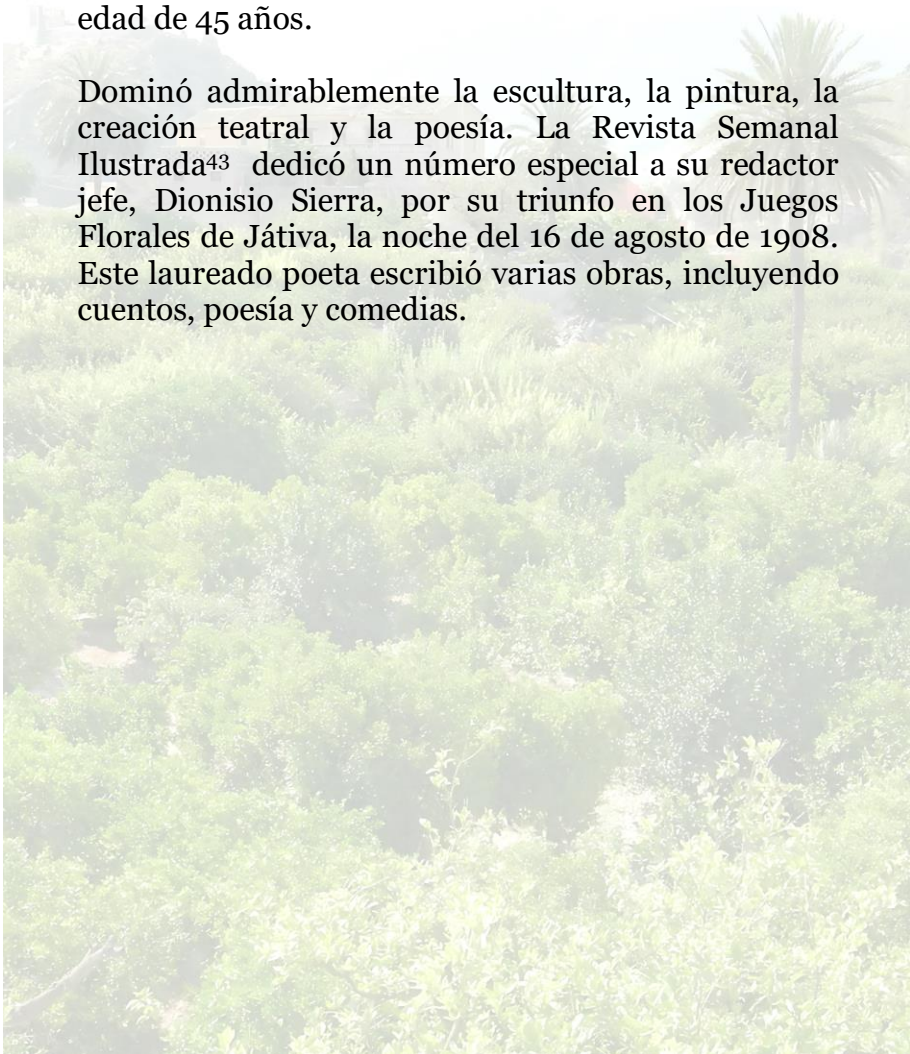 edad de 45 años.
Dominó admirablemente la escultura, la pintura, la
creación teatral y la poesía. La Revista Semanal
Ilustrada⁴³ dedicó un número especial a su redactor
jefe, Dionisio Sierra, por su triunfo en los Juegos
Florales de Játiva, la noche del 16 de agosto de 1908.
Este laureado poeta escribió varias obras, incluyendo
cuentos, poesía y comedias.